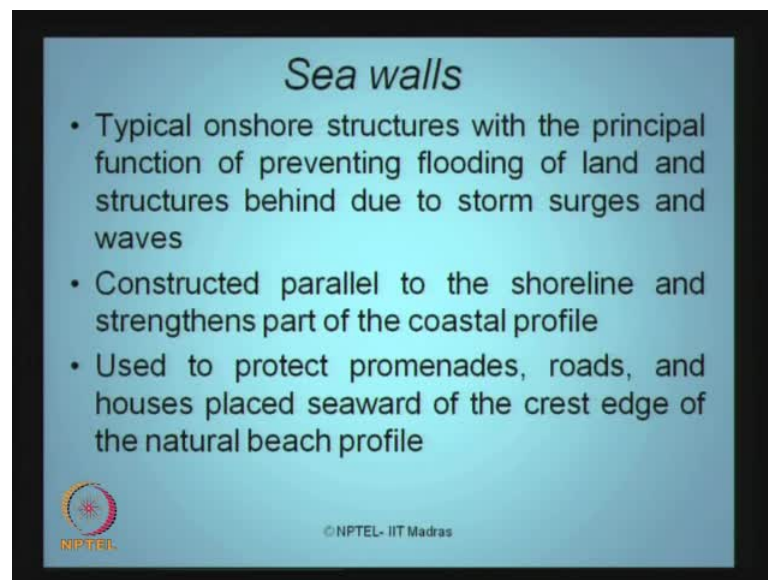 Sea walls
• Typical onshore structures with the principal
function of preventing flooding of land and
structures behind due to storm surges and
waves
• Constructed parallel to the shoreline and
strengthens part of the coastal profile
• Used to protect promenades, roads, and
houses placed seaward of the crest edge of
the natural beach profile
NPTEL
© NPTEL- IIT Madras